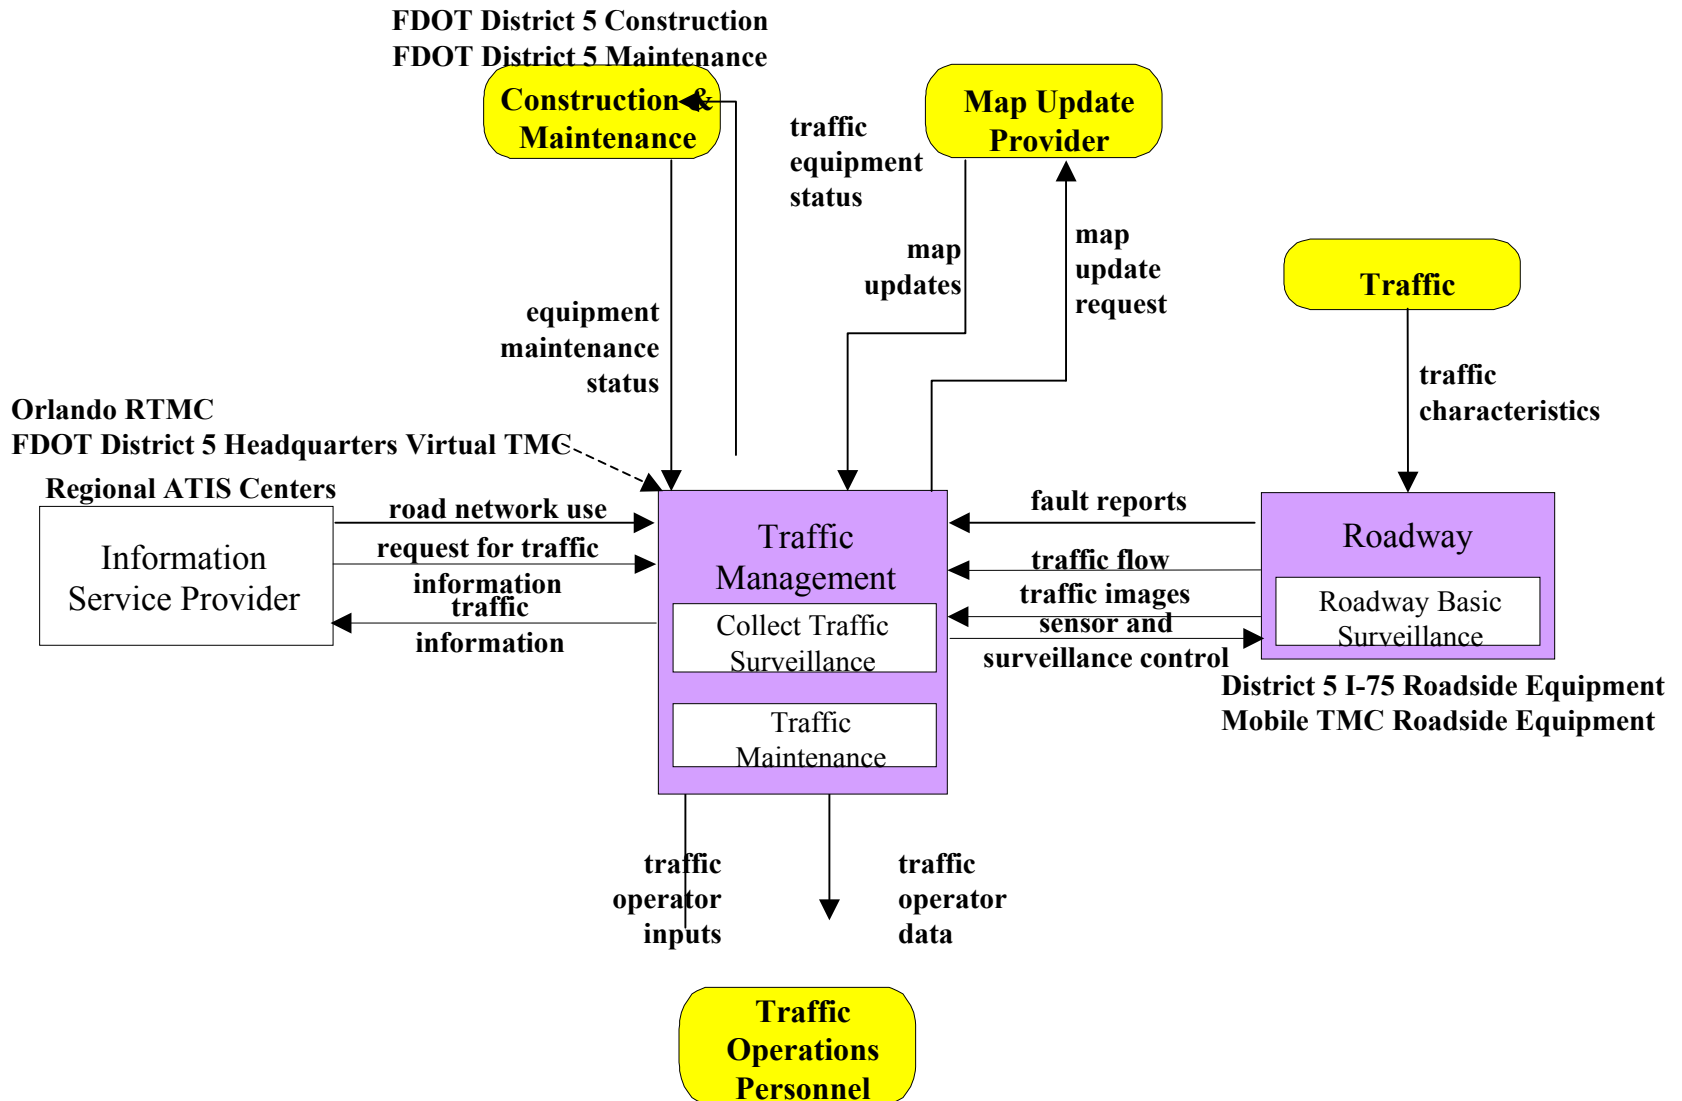 FDOT District 5 Construction
FDOT District 5 Maintenance
Construction &
Maintenance
Map Update
Provider
traffic
equipment
status
map
updates
map
update
request
Traffic
equipment
maintenance
status
traffic
characteristics
Orlando RTMC
FDOT District 5 Headquarters Virtual TMC
Regional ATIS Centers
Information
Service Provider
road network use
request for traffic
information
traffic
information
Traffic
Management
Collect Traffic
Surveillance
Traffic
Maintenance
fault reports
traffic flow
traffic images
sensor and
surveillance control
Roadway
Roadway Basic
Surveillance
District 5 I-75 Roadside Equipment
Mobile TMC Roadside Equipment
traffic
operator
inputs
traffic
operator
data
Traffic
Operations
Personnel